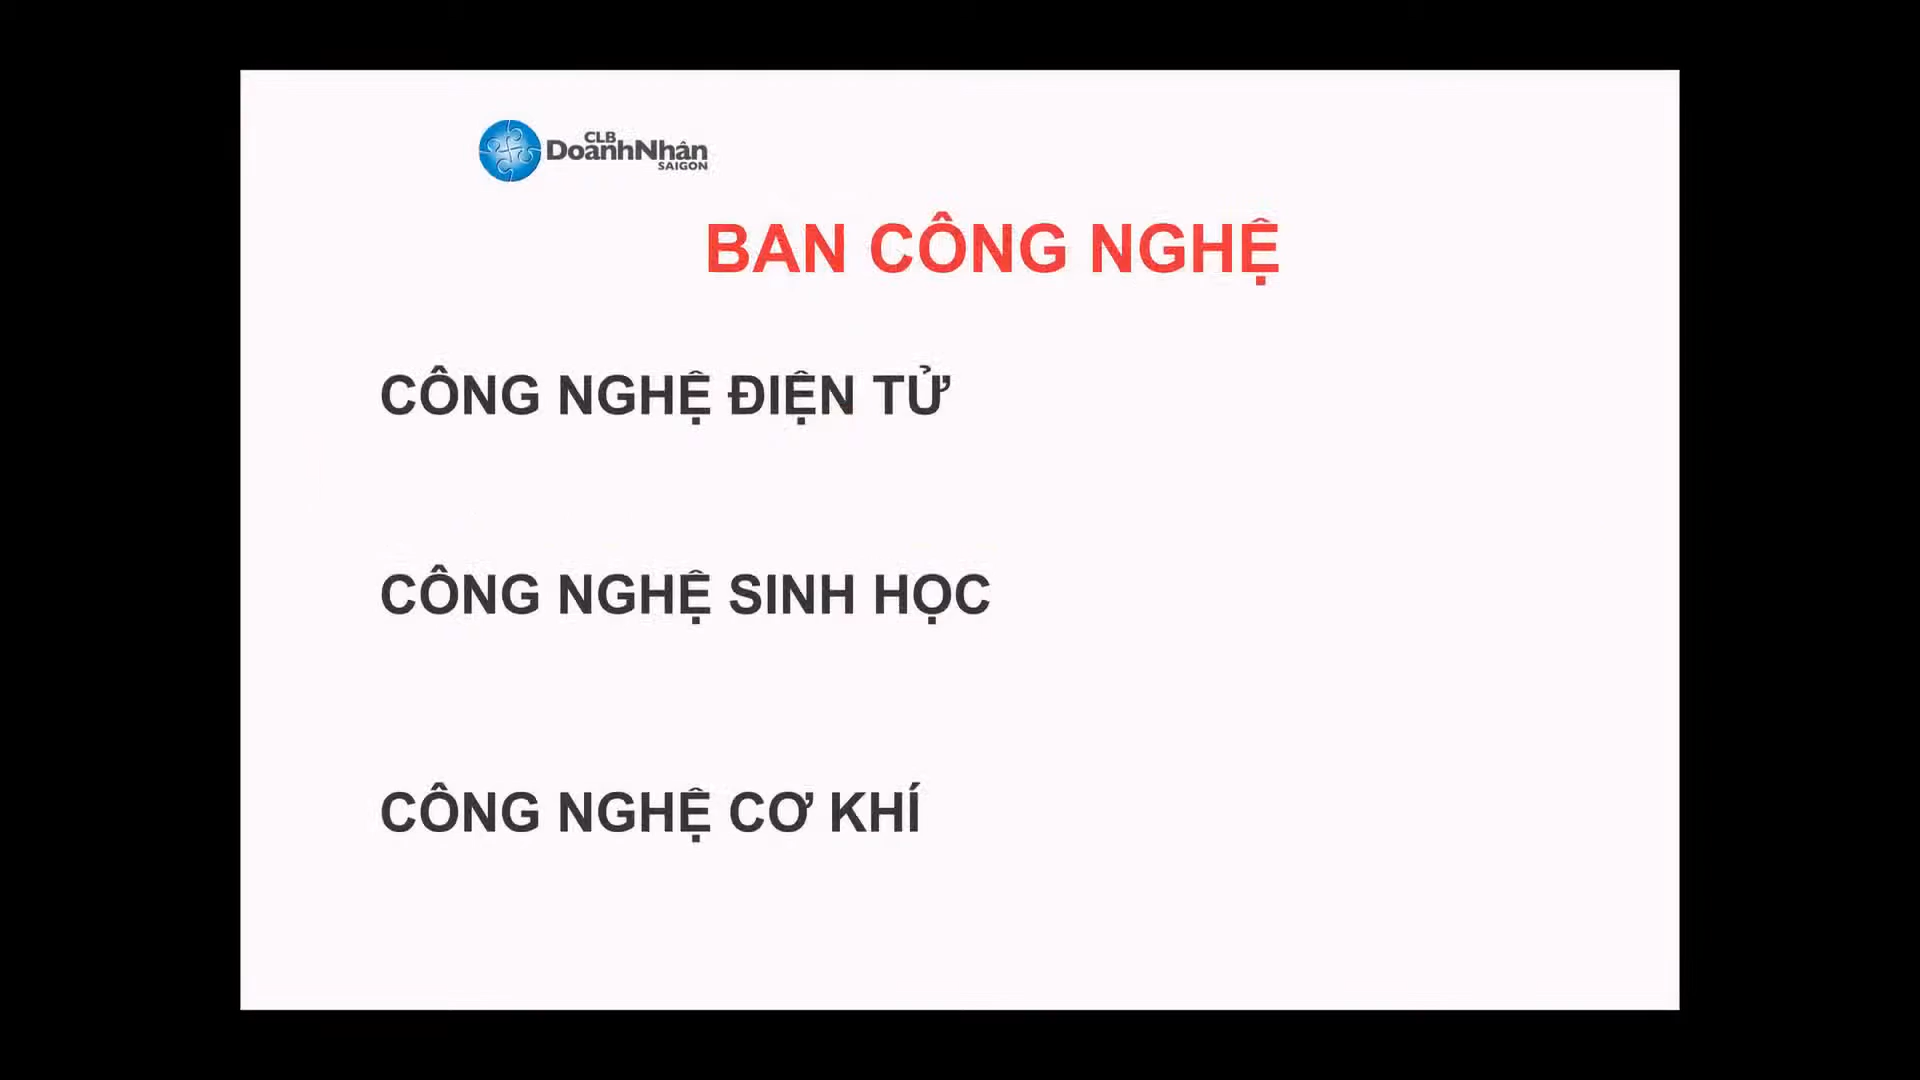 CLB
DoanhNhân
SAIGON
BAN CÔNG NGHỆ
CÔNG NGHỆ ĐIỆN TỬ
CÔNG NGHỆ SINH HỌC
CÔNG NGHỆ CƠ KHÍ